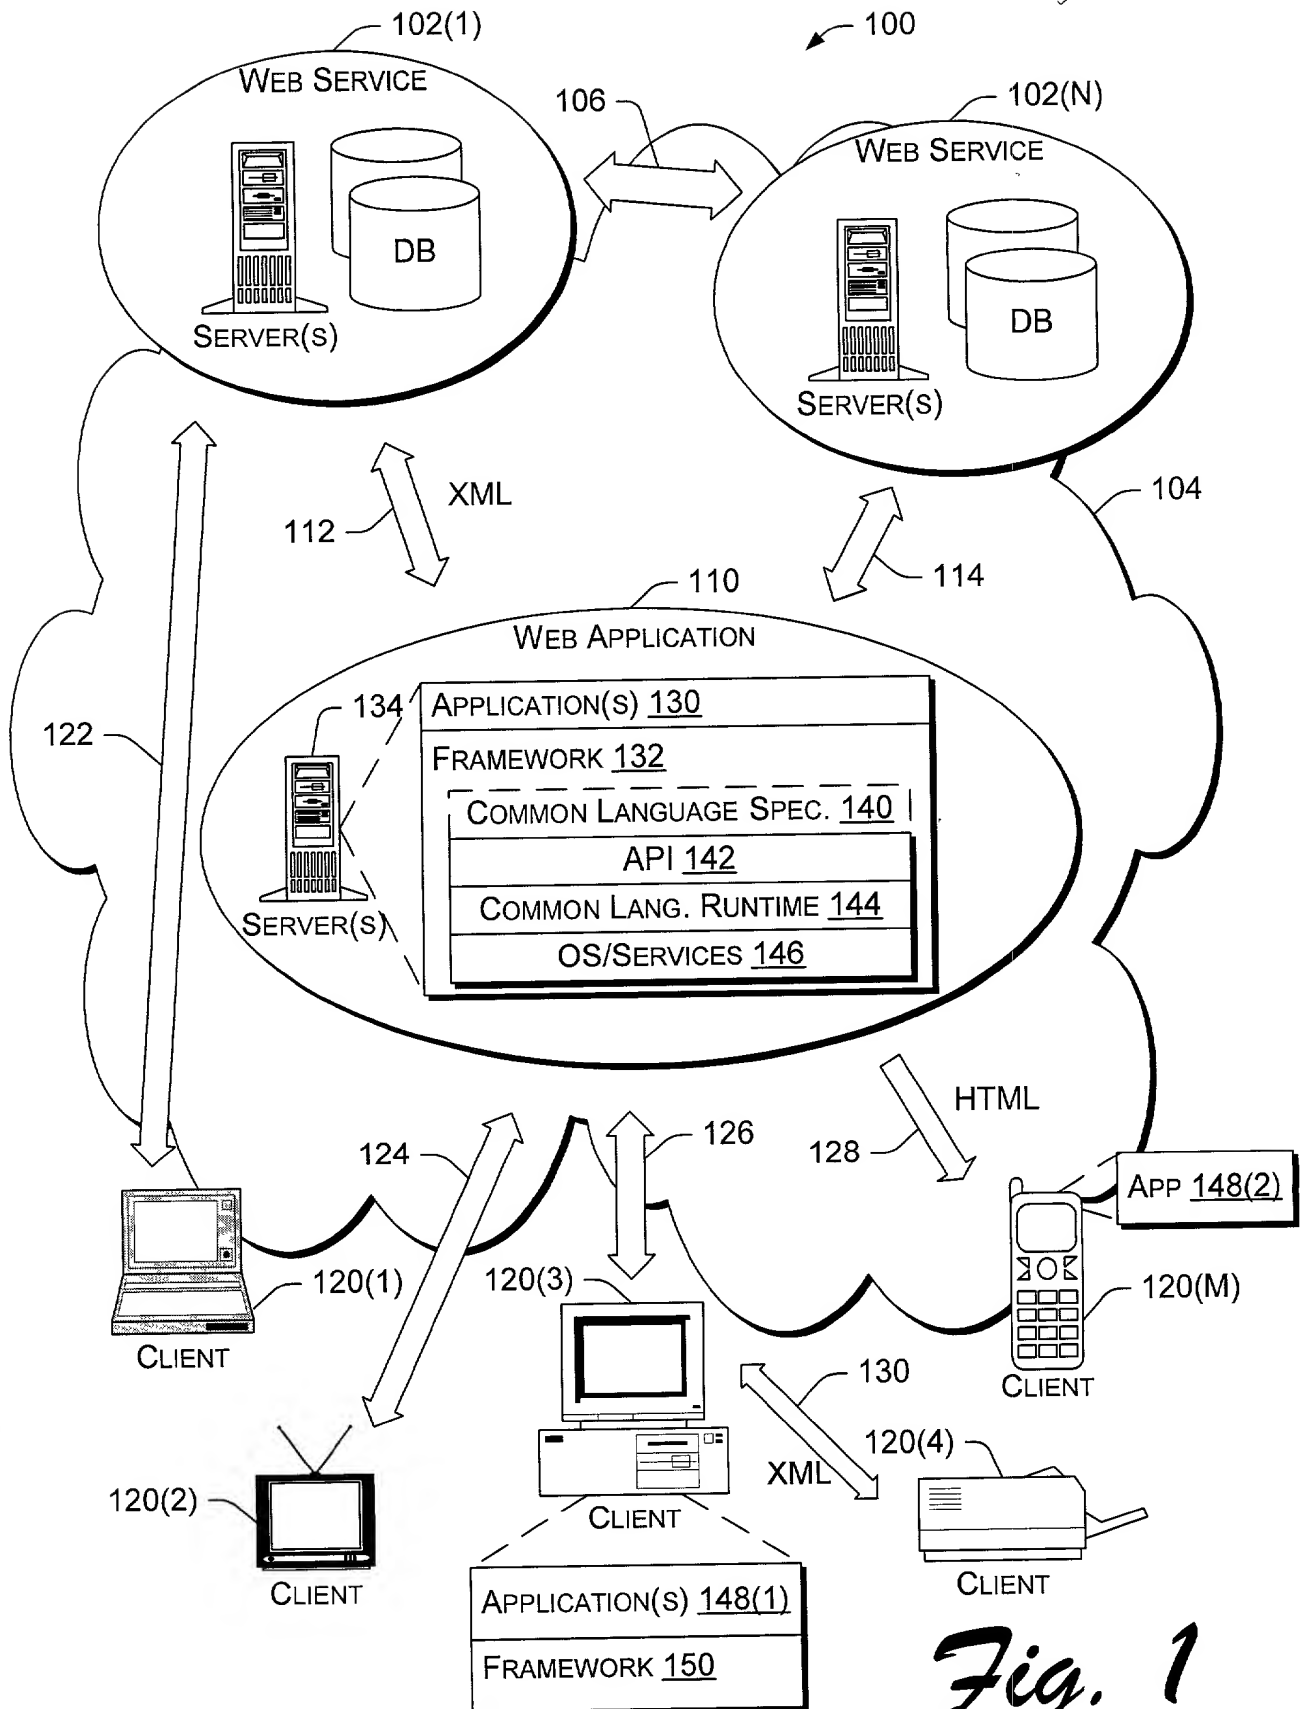 102(1)
100
WEB SERVICE
106
102(N)
WEB SERVICE
DB
SERVER(S)
DB
SERVER(S)
104
XML
112
114
110
WEB APPLICATION
134
APPLICATION(S) 130
122
FRAMEWORK 132
COMMON LANGUAGE SPEC. 140
API 142
COMMON LANG. RUNTIME 144
SERVER(S)
OS/SERVICES 146
HTML
124
126
128
APP 148(2)
120(1)
120(3)
120(M)
CLIENT
CLIENT
130
120(4)
XML
120(2)
CLIENT
CLIENT
CLIENT
APPLICATION(S) 148(1)
FRAMEWORK 150
Fig. 1